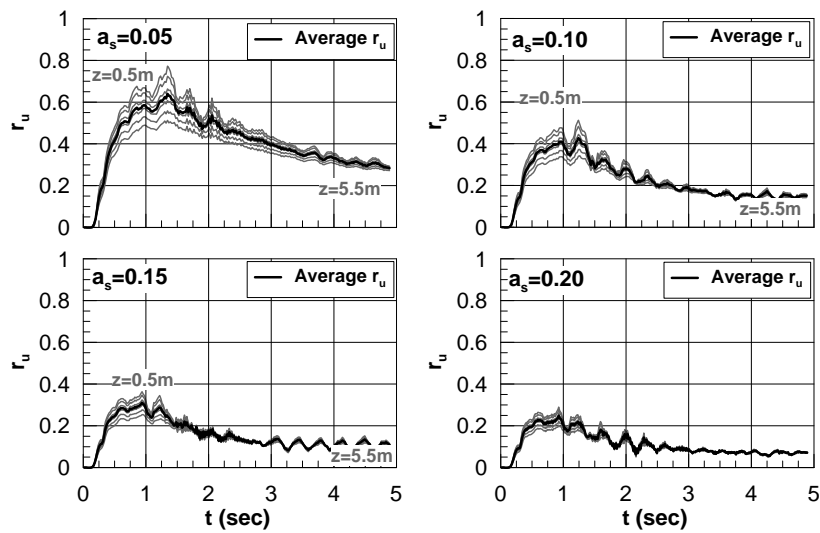 1
0.8
0.6
0.4
0.2
0
r_u
a_s=0.05
Average r_u
z=0.5m
z=5.5m
1
0.8
0.6
0.4
0.2
0
r_u
a_s=0.10
Average r_u
z=0.5m
z=5.5m
1
0.8
0.6
0.4
0.2
0
r_u
a_s=0.15
Average r_u
z=0.5m
z=5.5m
0 1 2 3 4 5
t (sec)
1
0.8
0.6
0.4
0.2
0
r_u
a_s=0.20
Average r_u
0 1 2 3 4 5
t (sec)